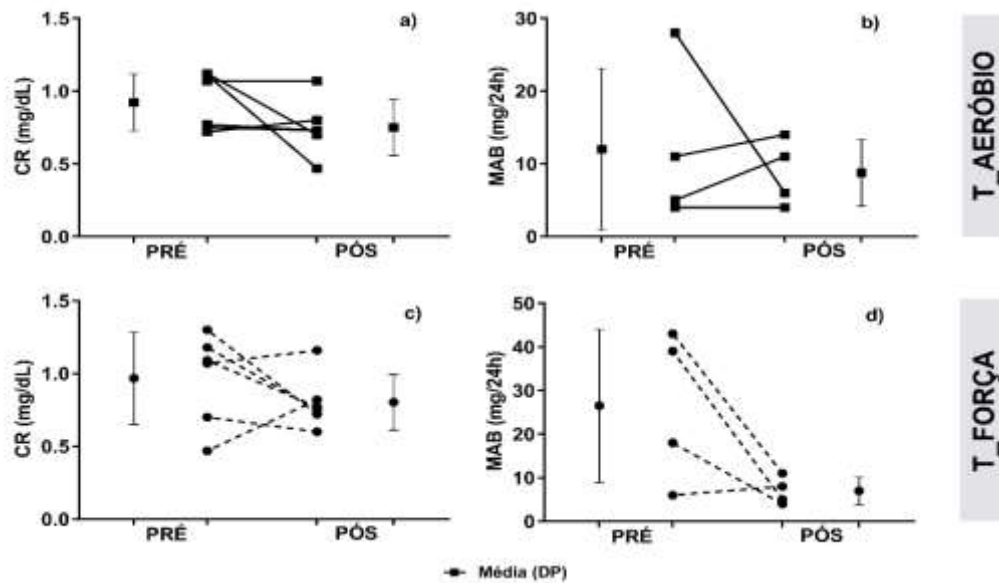 a)
CR (mg/dL)
1.5
1.0
0.5
0.0
PRÉ PÓS
b)
MAB (mg/24h)
30
20
10
0
PRÉ PÓS
T_AERÓBIO
c)
CR (mg/dL)
1.5
1.0
0.5
0.0
PRÉ PÓS
d)
MAB (mg/24h)
50
40
30
20
10
0
PRÉ PÓS
T_FORÇA
Média (DP)